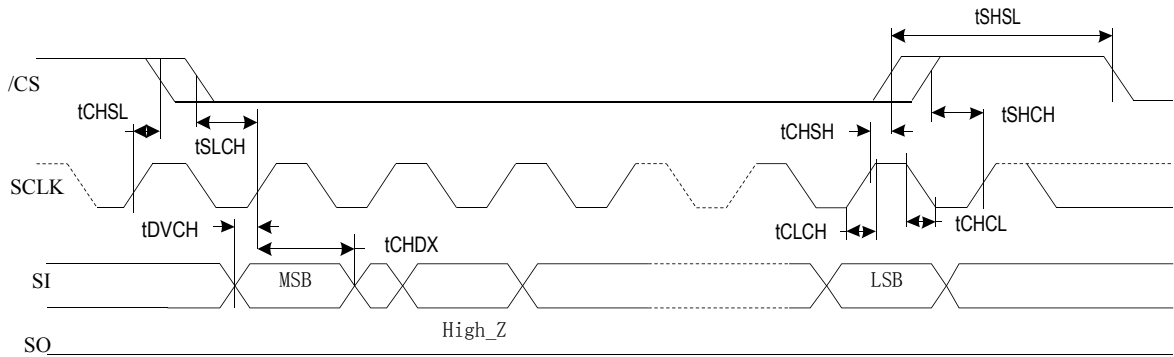 tSHSL
/CS
tCHSL
tSLCH
tCHSH
tSHCH
SCLK
tDVCH
tCHDX
tCLCH
tCHCL
SI
MSB
LSB
High_Z
SO